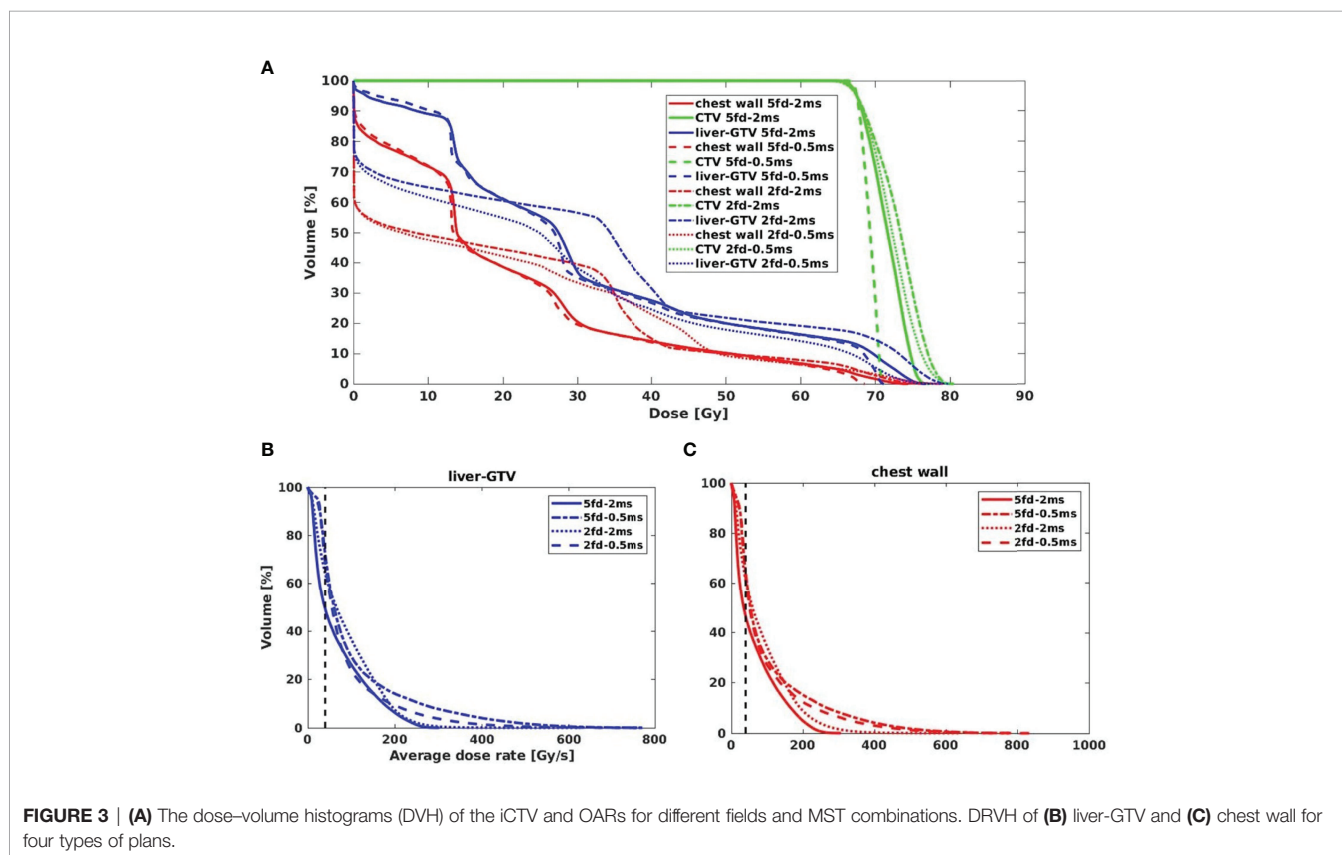 A
100
90
80
70
60
50
40
30
20
10
0
Volume [%]
chest wall 5fd-2ms
CTV 5fd-2ms
liver-GTV 5fd-2ms
chest wall 5fd-0.5ms
CTV 5fd-0.5ms
liver-GTV 5fd-0.5ms
chest wall 2fd-2ms
CTV 2fd-2ms
liver-GTV 2fd-2ms
chest wall 2fd-0.5ms
CTV 2fd-0.5ms
liver-GTV 2fd-0.5ms
0 10 20 30 40 50 60 70 80 90
Dose [Gy]
B
liver-GTV
100
80
60
40
20
0
Volume [%]
5fd-2ms
5fd-0.5ms
2fd-2ms
2fd-0.5ms
0 200 400 600 800
Average dose rate [Gy/s]
C
chest wall
100
80
60
40
20
0
5fd-2ms
5fd-0.5ms
2fd-2ms
2fd-0.5ms
0 200 400 600 800 1000
FIGURE 3 | (A) The dose–volume histograms (DVH) of the iCTV and OARs for different fields and MST combinations. DRVH of (B) liver-GTV and (C) chest wall for
four types of plans.